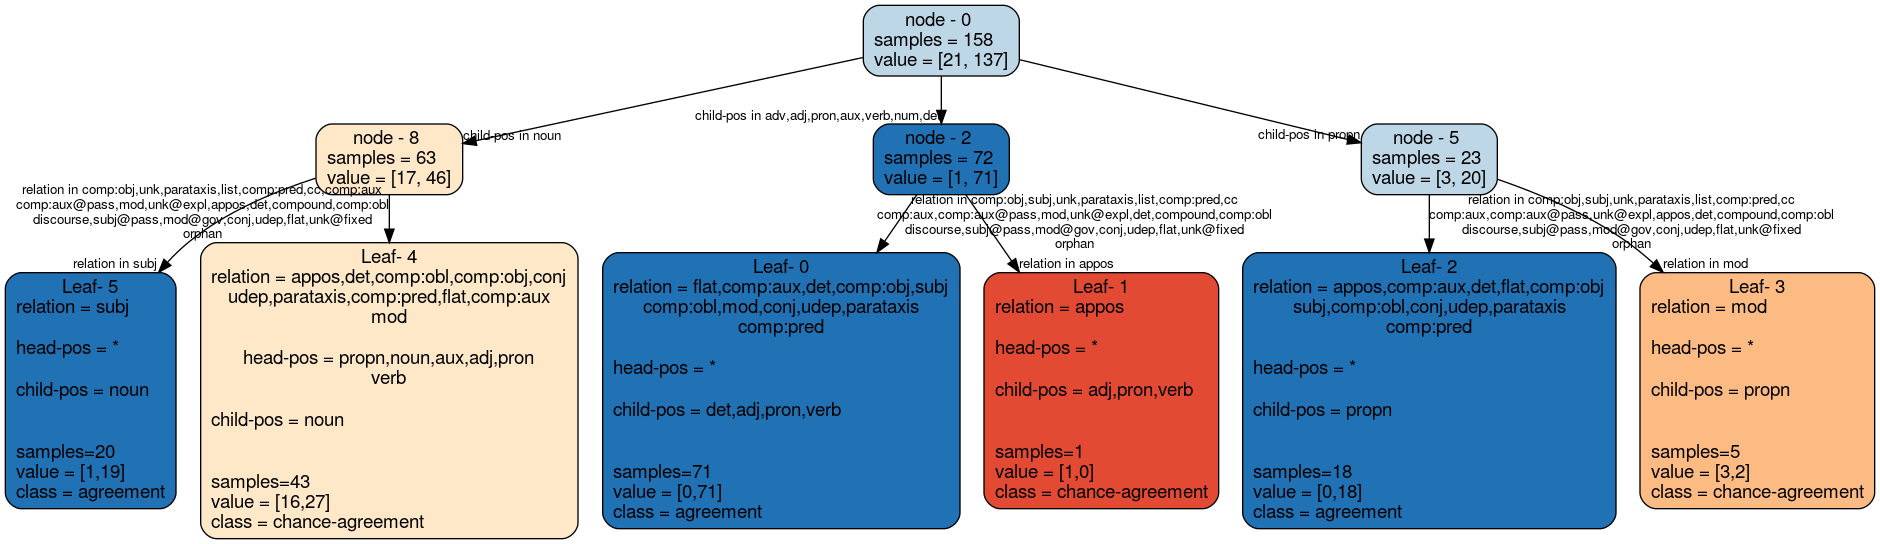 node - 0
samples = 158
value = [21, 137]
child-pos in noun
child-pos in adv,adj,pron,aux,verb,num,det
child-pos in propn
node - 8
samples = 63
value = [17, 46]
node - 2
samples = 72
value = [1, 71]
node - 5
samples = 23
value = [3, 20]
relation in subj
relation in comp:obj,unk,parataxis,list,comp:pred,cc,comp:aux
comp:aux@pass,mod,unk@expl,appos,det,compound,comp:obl
discourse,subj@pass,mod@gov,conj,udep,flat,unk@fixed
orphan
relation in comp:obj,subj,unk,parataxis,list,comp:pred,cc
comp:aux,comp:aux@pass,mod,unk@expl,det,compound,comp:obl
discourse,subj@pass,mod@gov,conj,udep,flat,unk@fixed
orphan
relation in appos
relation in comp:obj,subj,unk,parataxis,list,comp:pred,cc
comp:aux,comp:aux@pass,unk@expl,appos,det,compound,comp:obl
discourse,subj@pass,mod@gov,conj,udep,flat,unk@fixed
orphan
relation in mod
Leaf- 5
relation = subj
head-pos = *
child-pos = noun
samples=20
value = [1,19]
class = agreement
Leaf- 4
relation = appos,det,comp:obl,comp:obj,conj
udep,parataxis,comp:pred,flat,comp:aux
mod
head-pos = propn,noun,aux,adj,pron
verb
child-pos = noun
samples=43
value = [16,27]
class = chance-agreement
Leaf- 0
relation = flat,comp:aux,det,comp:obj,subj
comp:obl,mod,conj,udep,parataxis
comp:pred
head-pos = *
child-pos = det,adj,pron,verb
samples=71
value = [0,71]
class = agreement
Leaf- 1
relation = appos
head-pos = *
child-pos = adj,pron,verb
samples=1
value = [1,0]
class = chance-agreement
Leaf- 2
relation = appos,comp:aux,det,flat,comp:obj
subj,comp:obl,conj,udep,parataxis
comp:pred
head-pos = *
child-pos = propn
samples=18
value = [0,18]
class = agreement
Leaf- 3
relation = mod
head-pos = *
child-pos = propn
samples=5
value = [3,2]
class = chance-agreement